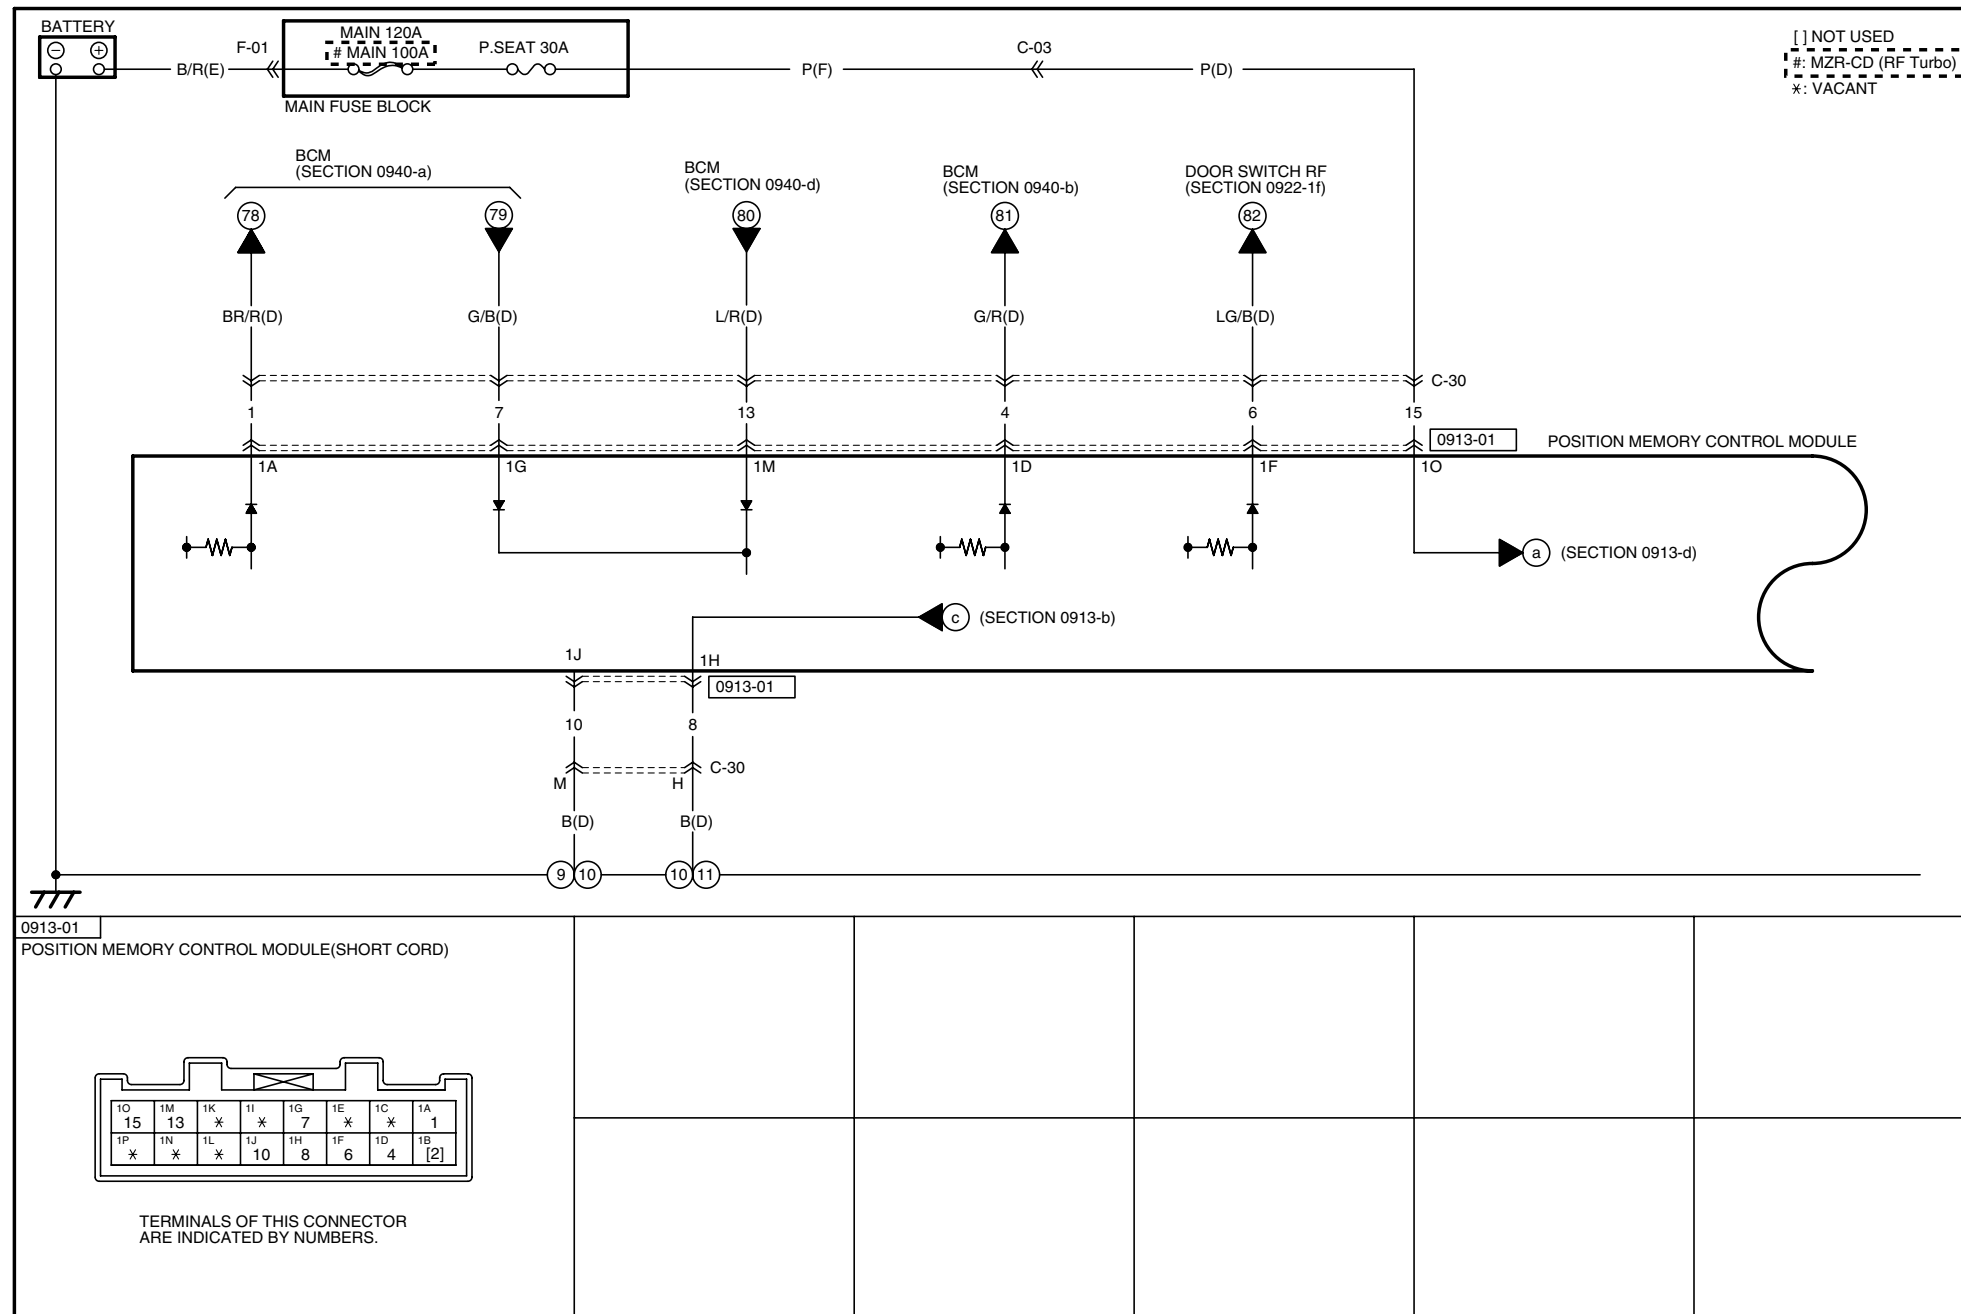 BATTERY
F-01
MAIN 120A
# MAIN 100A
P.SEAT 30A
B/R(E)
MAIN FUSE BLOCK
P(F)
C-03
P(D)
[ ] NOT USED
#: MZR-CD (RF Turbo)
*: VACANT
BCM
(SECTION 0940-a)
BCM
(SECTION 0940-d)
BCM
(SECTION 0940-b)
DOOR SWITCH RF
(SECTION 0922-1f)
78
79
80
81
82
BR/R(D)
G/B(D)
L/R(D)
G/R(D)
LG/B(D)
C-30
1
7
13
4
6
15
0913-01
POSITION MEMORY CONTROL MODULE
1A
1G
1M
1D
1F
1O
a
(SECTION 0913-d)
c
(SECTION 0913-b)
1J
1H
0913-01
10
8
C-30
M
H
B(D)
B(D)
9
10
10
11
0913-01
POSITION MEMORY CONTROL MODULE(SHORT CORD)
1O 1M 1K 1I 1G 1E 1C 1A
15 13 * * 7 * * 1
1P 1N 1L 1J 1H 1F 1D 1B
* * * 10 8 6 4 [2]
TERMINALS OF THIS CONNECTOR
ARE INDICATED BY NUMBERS.